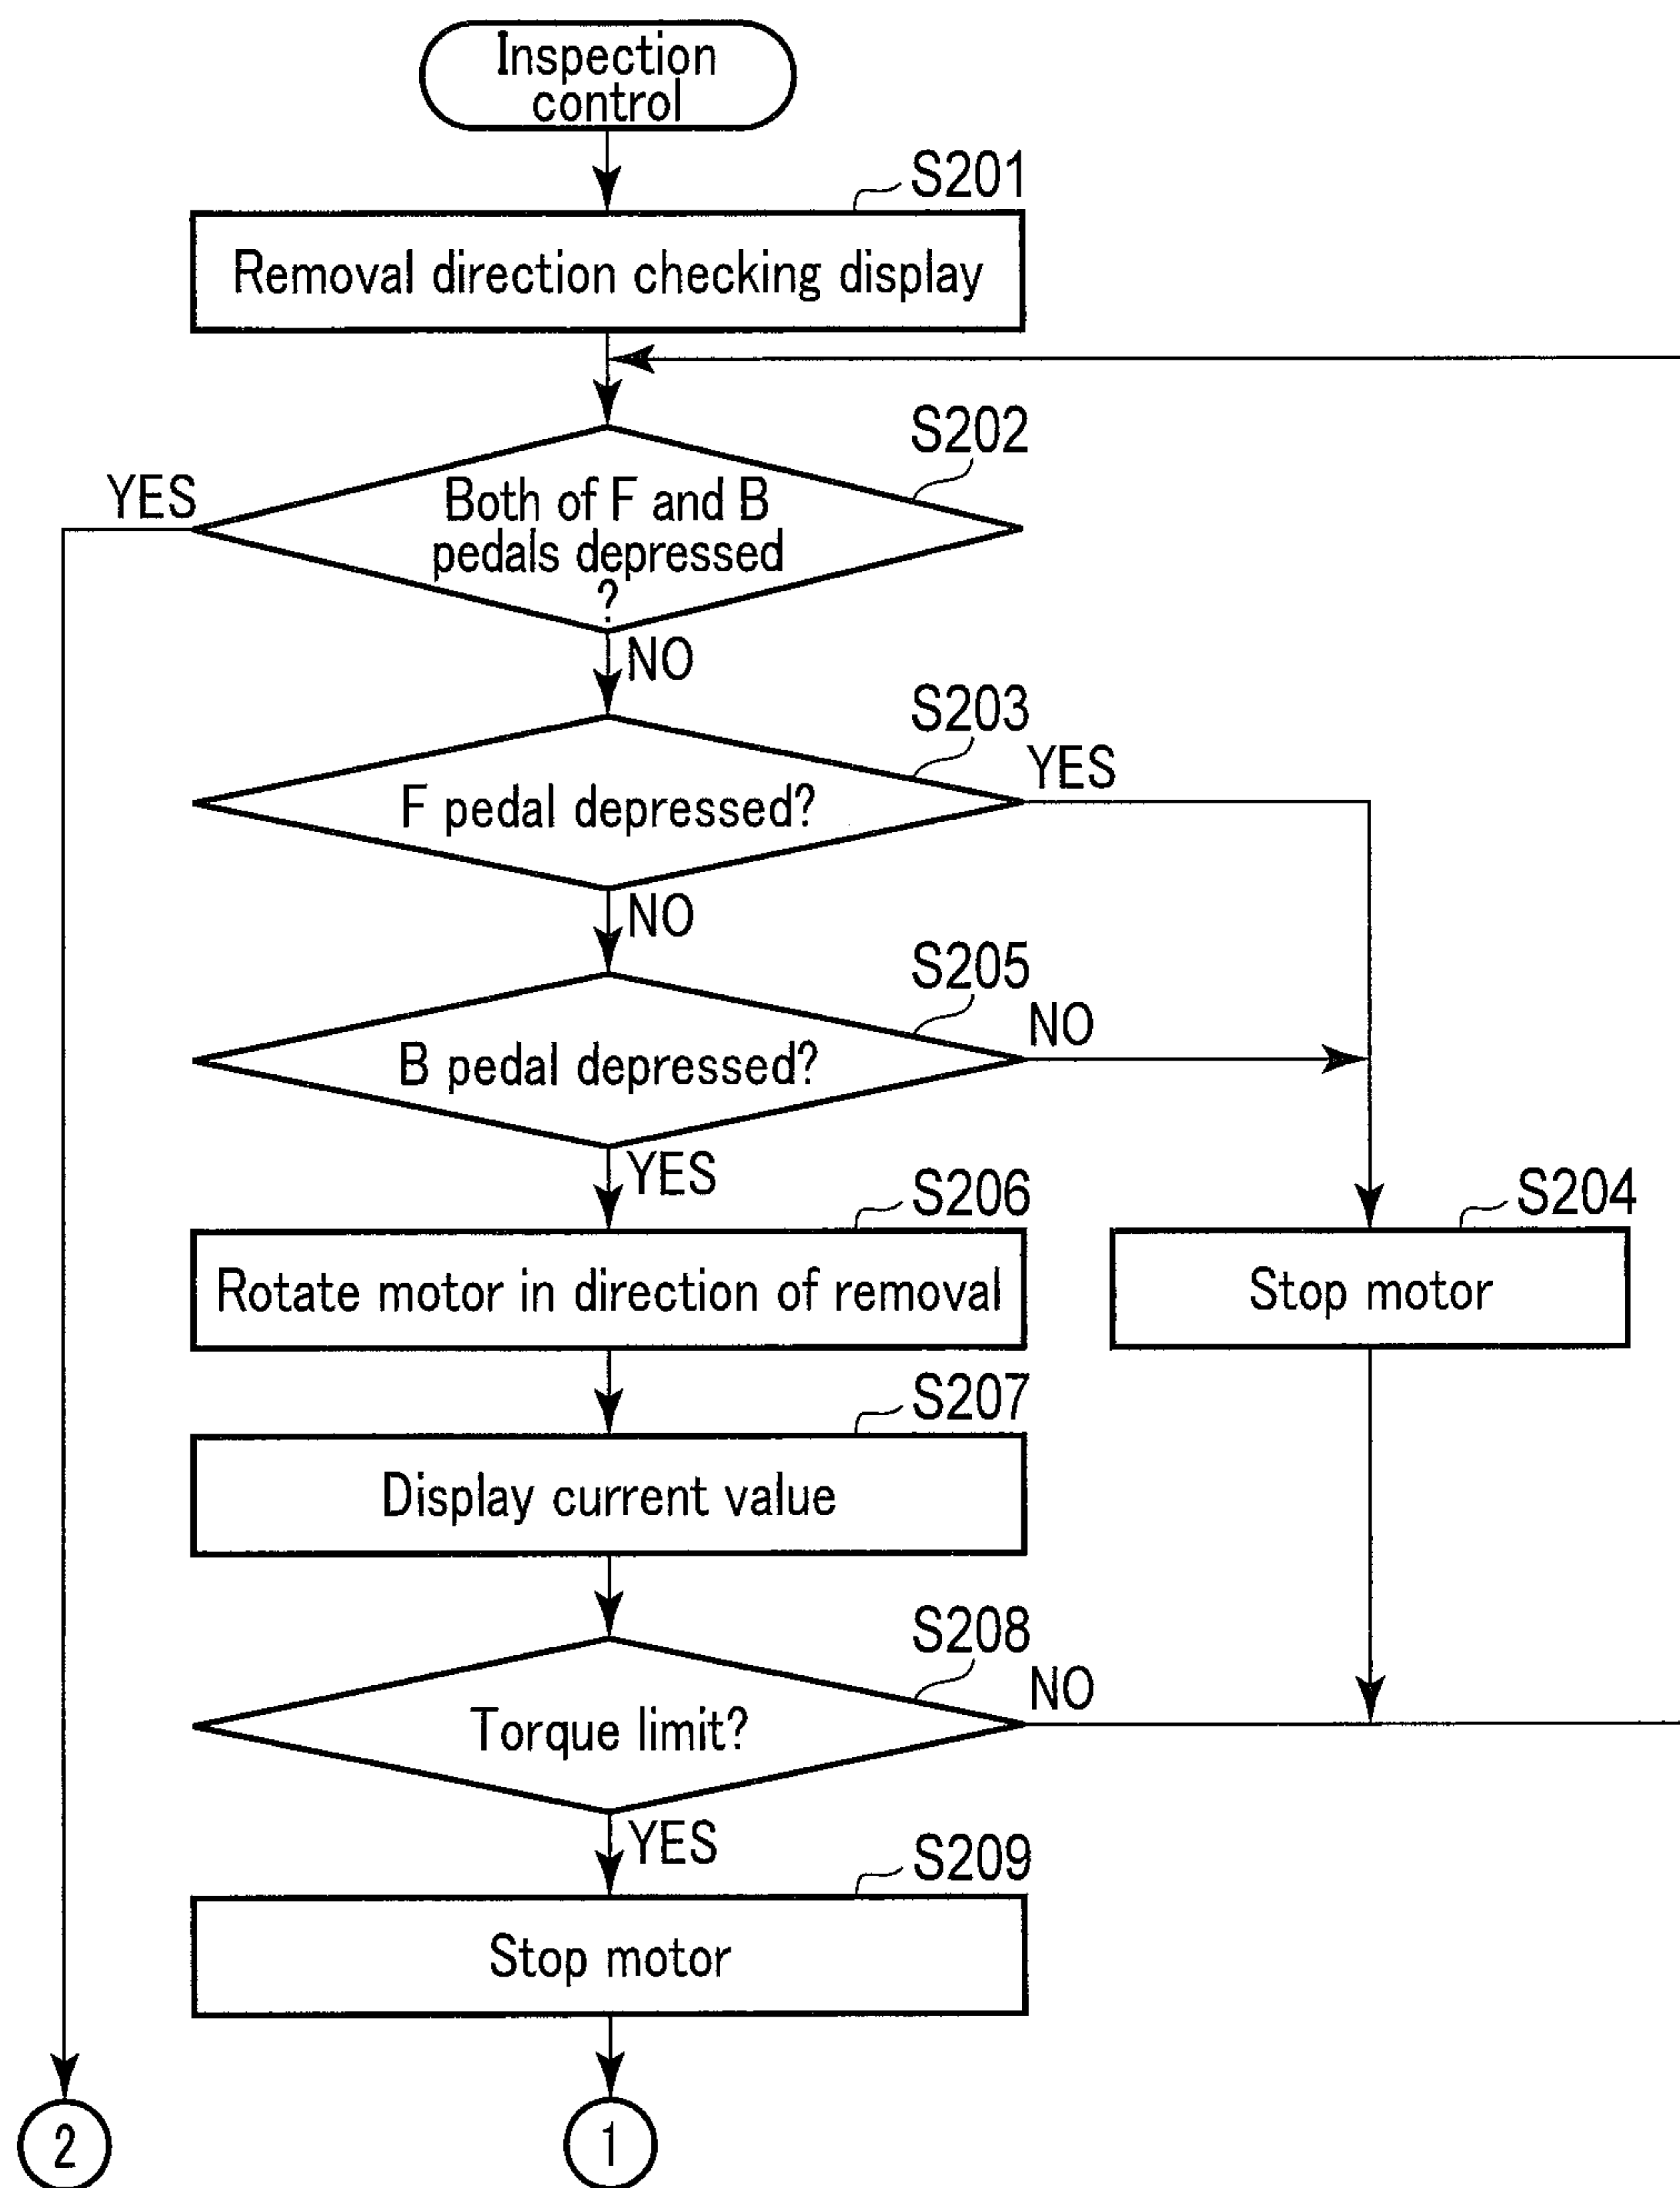 Inspection
control
S201
Removal direction checking display
S202
YES
Both of F and B
pedals depressed
?
NO
S203
YES
F pedal depressed?
NO
S205
NO
B pedal depressed?
YES
S206
S204
Rotate motor in direction of removal
Stop motor
S207
Display current value
S208
NO
Torque limit?
YES
S209
Stop motor
2
1